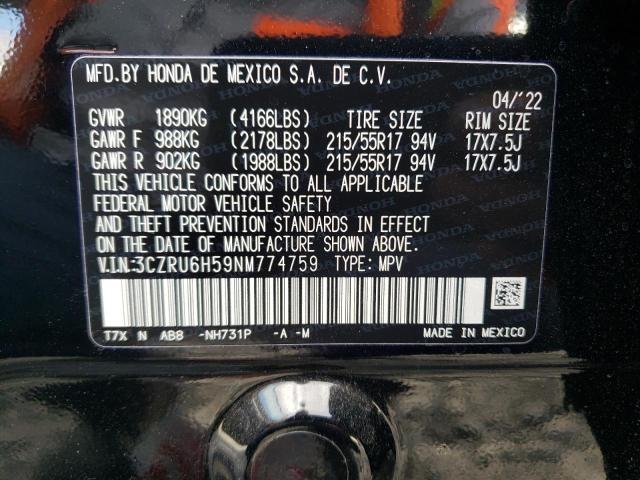 MFD.BY HONDA DE MEXICO S.A. DE C.V.
04/'22
GVWR 1890KG (4166LBS) TIRE SIZE RIM SIZE
GAWR F 988KG (2178LBS) 215/55R17 94V 17X7.5J
GAWR R 902KG (1988LBS) 215/55R17 94V 17X7.5J
THIS VEHICLE CONFORMS TO ALL APPLICABLE
FEDERAL MOTOR VEHICLE SAFETY
AND THEFT PREVENTION STANDARDS IN EFFECT
ON THE DATE OF MANUFACTURE SHOWN ABOVE.
V.I.N:3CZRU6H59NM774759 TYPE: MPV
T7X N AB8 -NH731P -A -M MADE IN MEXICO